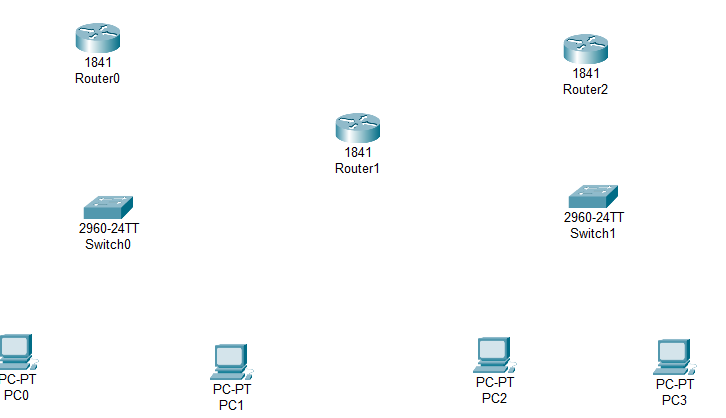 1841
Router0
1841
Router2
1841
Router1
2960-24TT
Switch0
2960-24TT
Switch1
PC-PT
PC0
PC-PT
PC1
PC-PT
PC2
PC-PT
PC3